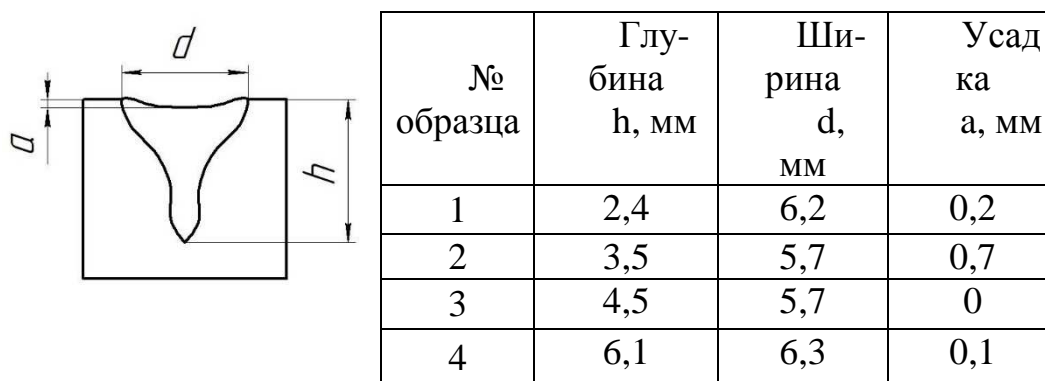 d
a
h
№ образца Глу-бина h, мм Ши-рина d, мм Усад ка a, мм
1 2,4 6,2 0,2
2 3,5 5,7 0,7
3 4,5 5,7 0
4 6,1 6,3 0,1